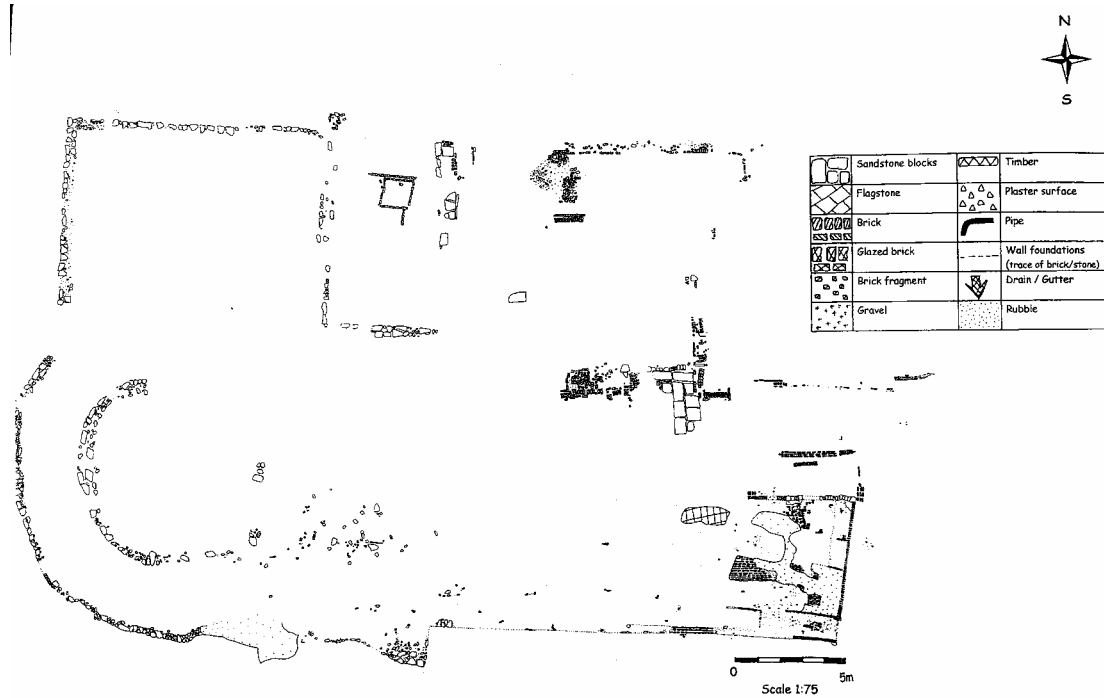 N
S
Sandstone blocks
Timber
Flagstone
Plaster surface
Brick
Pipe
Glazed brick
Wall foundations
(trace of brick/stone)
Brick fragment
Drain / Gutter
Gravel
Rubble
0
5m
Scale 1:75